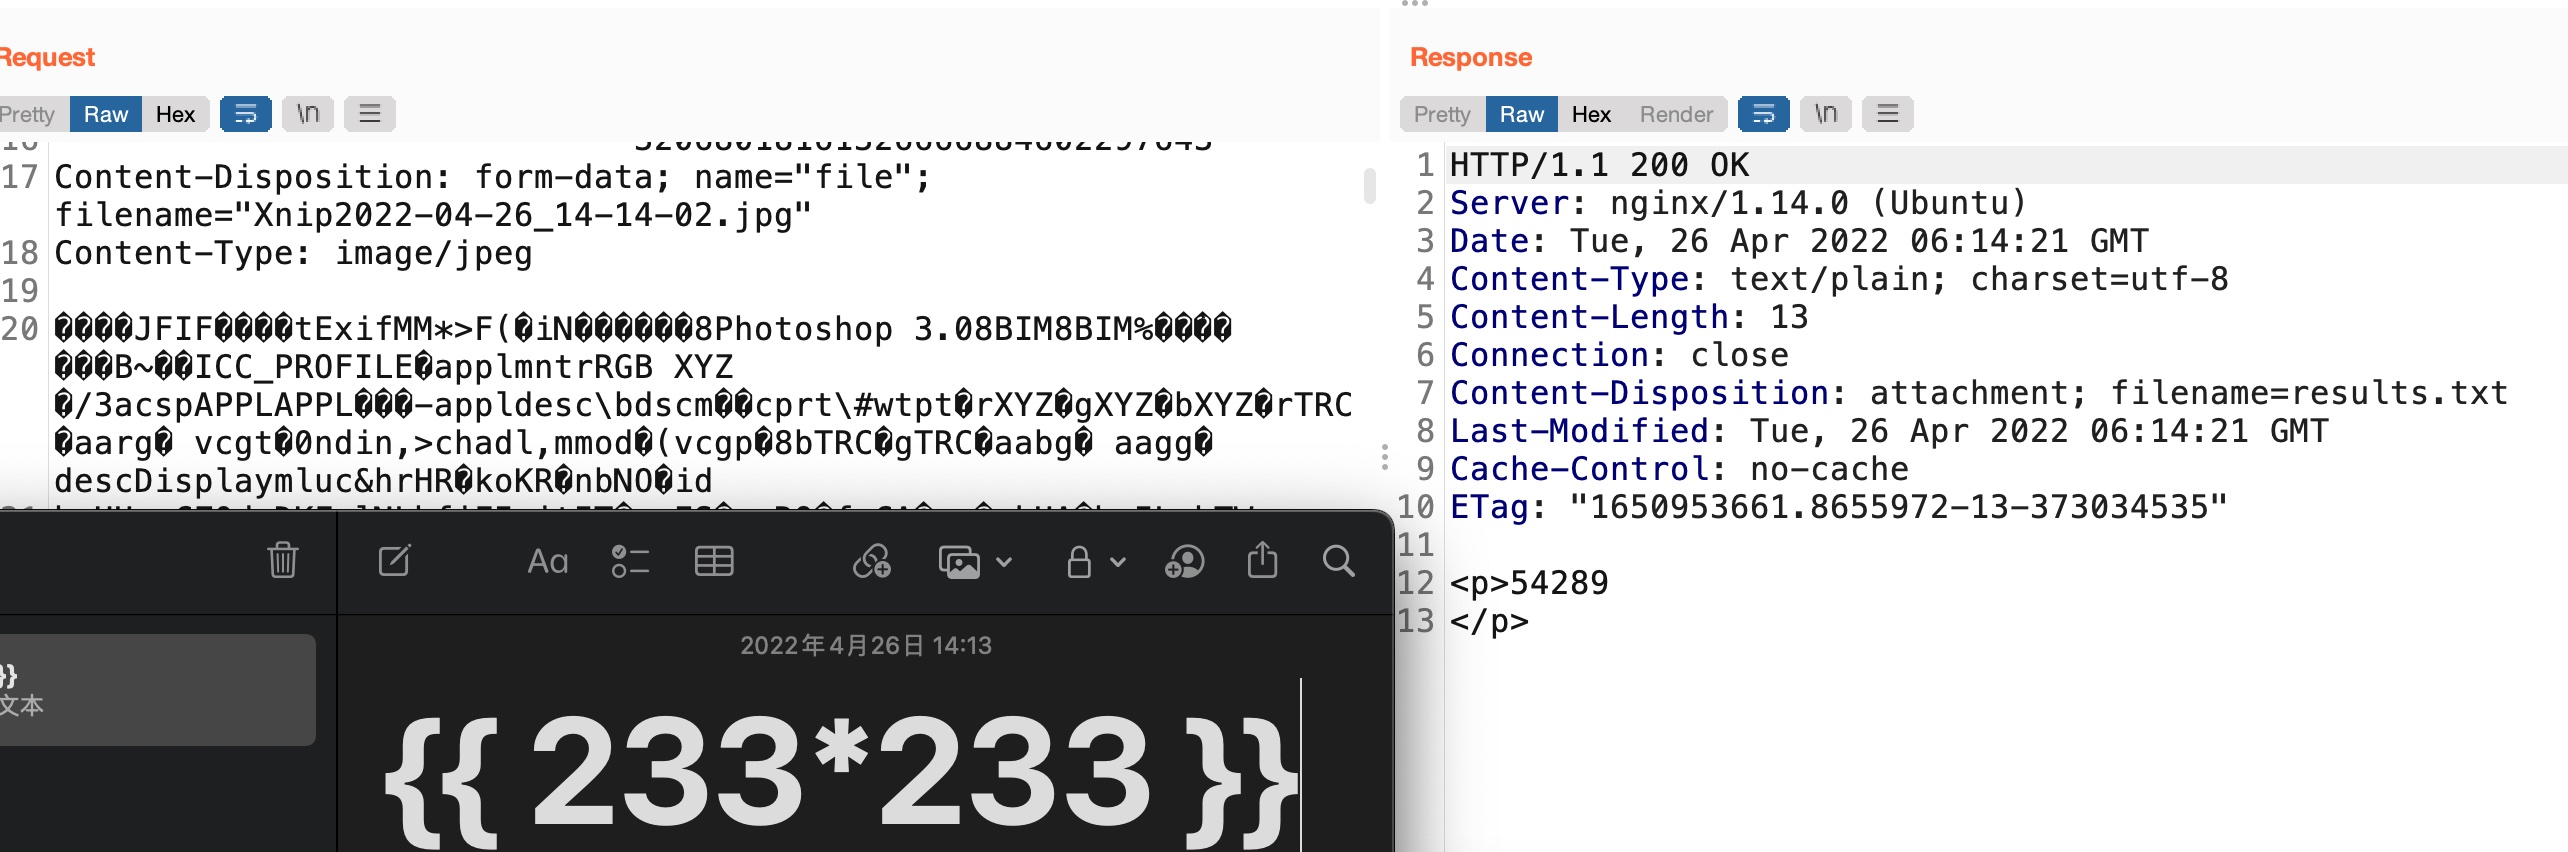 Request
Pretty Raw Hex \n
17 Content-Disposition: form-data; name="file";
filename="Xnip2022-04-26_14-14-02.jpg"
18 Content-Type: image/jpeg
19
20 ����JFIF����tExifMM*>F(�iN������8Photoshop 3.08BIM8BIM%����
���B~��ICC_PROFILE�applmntrRGB XYZ
�/3acspAPPLAPPL���-appldesc\bdscm��cprt\#wtpt�rXYZ�gXYZ�bXYZ�rTRC
�aarg� vcgt�0ndin,>chadl,mmod�(vcgp�8bTRC�gTRC�aabg� aagg�
descDisplaymluc&hrHR�koKR�nbNO�id
Response
Pretty Raw Hex Render \n
1 HTTP/1.1 200 OK
2 Server: nginx/1.14.0 (Ubuntu)
3 Date: Tue, 26 Apr 2022 06:14:21 GMT
4 Content-Type: text/plain; charset=utf-8
5 Content-Length: 13
6 Connection: close
7 Content-Disposition: attachment; filename=results.txt
8 Last-Modified: Tue, 26 Apr 2022 06:14:21 GMT
9 Cache-Control: no-cache
10 ETag: "1650953661.8655972-13-373034535"
11
12 <p>54289
13 </p>
Aa
}}
文本
2022年4月26日 14:13
{{ 233*233 }}